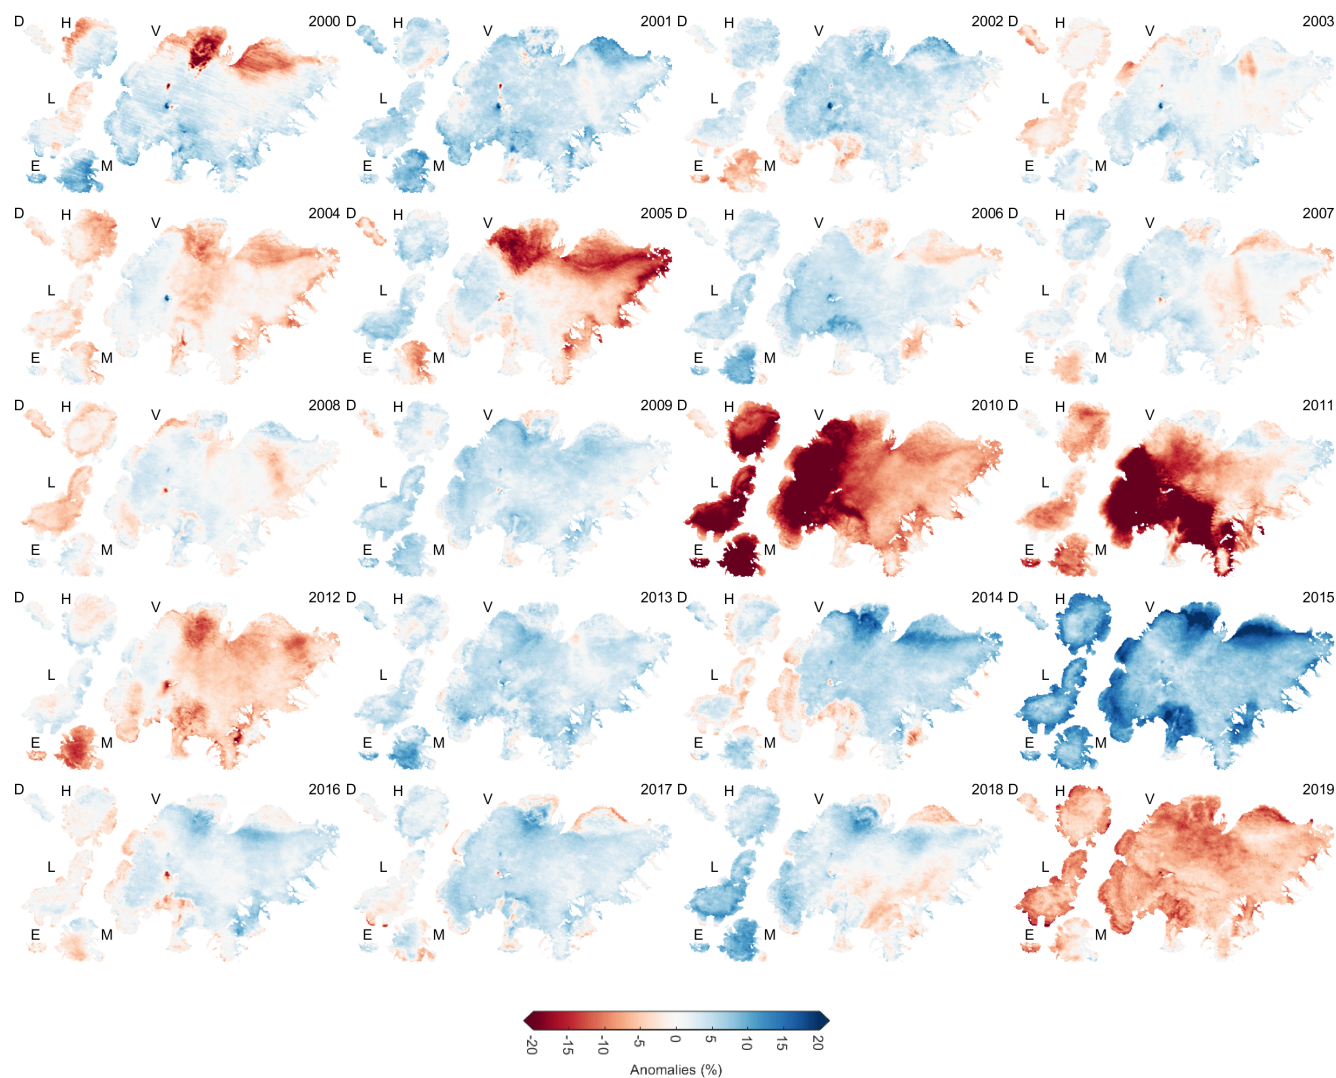 D H V 2000
L
E M
D H V 2001
L
E M
D H V 2002
L
E M
D H V 2003
L
E M
D H V 2004
L
E M
D H V 2005
L
E M
D H V 2006
L
E M
D H V 2007
L
E M
D H V 2008
L
E M
D H V 2009
L
E M
D H V 2010
L
E M
D H V 2011
L
E M
D H V 2012
L
E M
D H V 2013
L
E M
D H V 2014
L
E M
D H V 2015
L
E M
D H V 2016
L
E M
D H V 2017
L
E M
D H V 2018
L
E M
D H V 2019
L
E M
-20 -15 -10 -5 0 5 10 15 20
Anomalies (%)